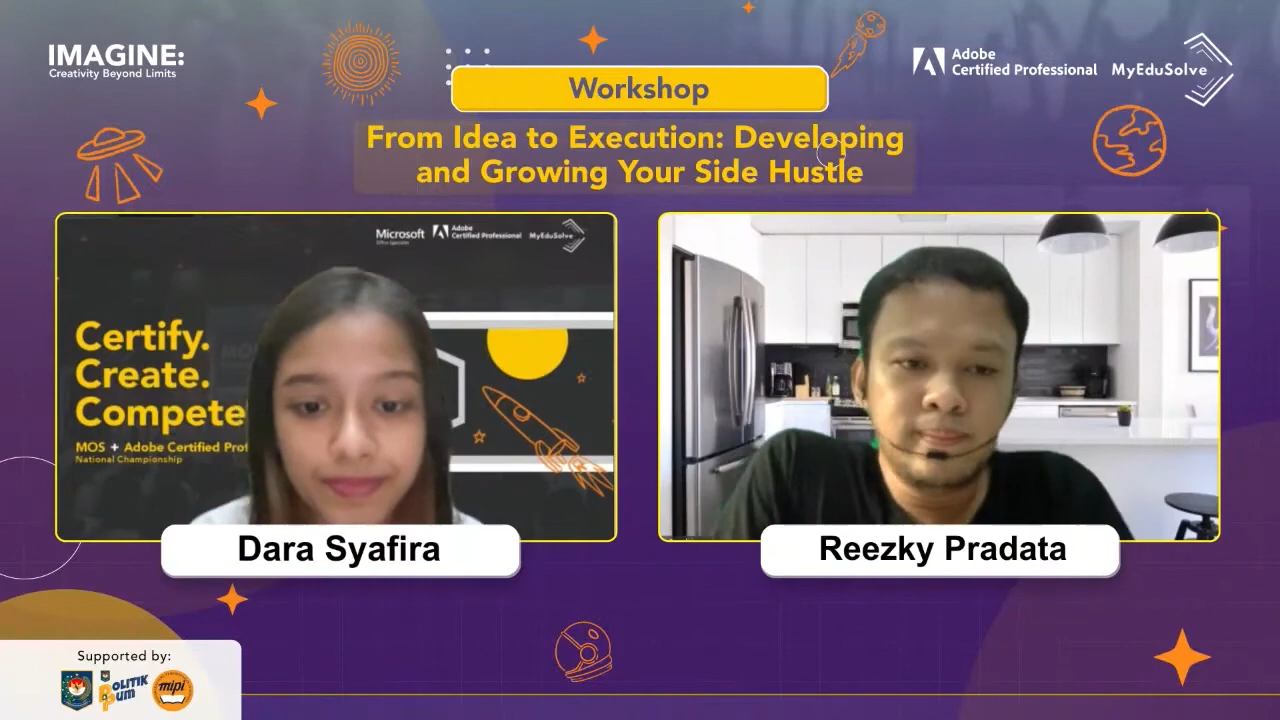 IMAGINE:
Creativity Beyond Limits
Adobe
Certified Professional
MyEduSolve
Workshop
From Idea to Execution: Developing
and Growing Your Side Hustle
Microsoft
Office Specialist
Adobe
Certified Professional
MyEduSolve
Certify.
Create.
Compete
MOS + Adobe Certified Prof
National Championship
Dara Syafira
Reezky Pradata
Supported by:
POLITIK
Pum
mipi